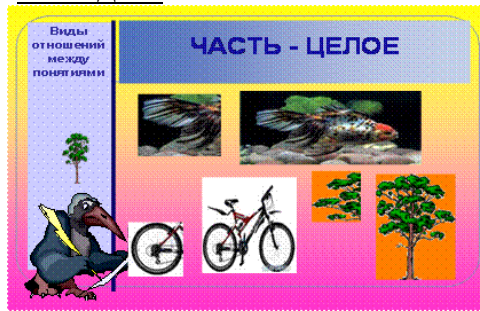 Виды
отношений
между
понятиями
ЧАСТЬ - ЦЕЛОЕ